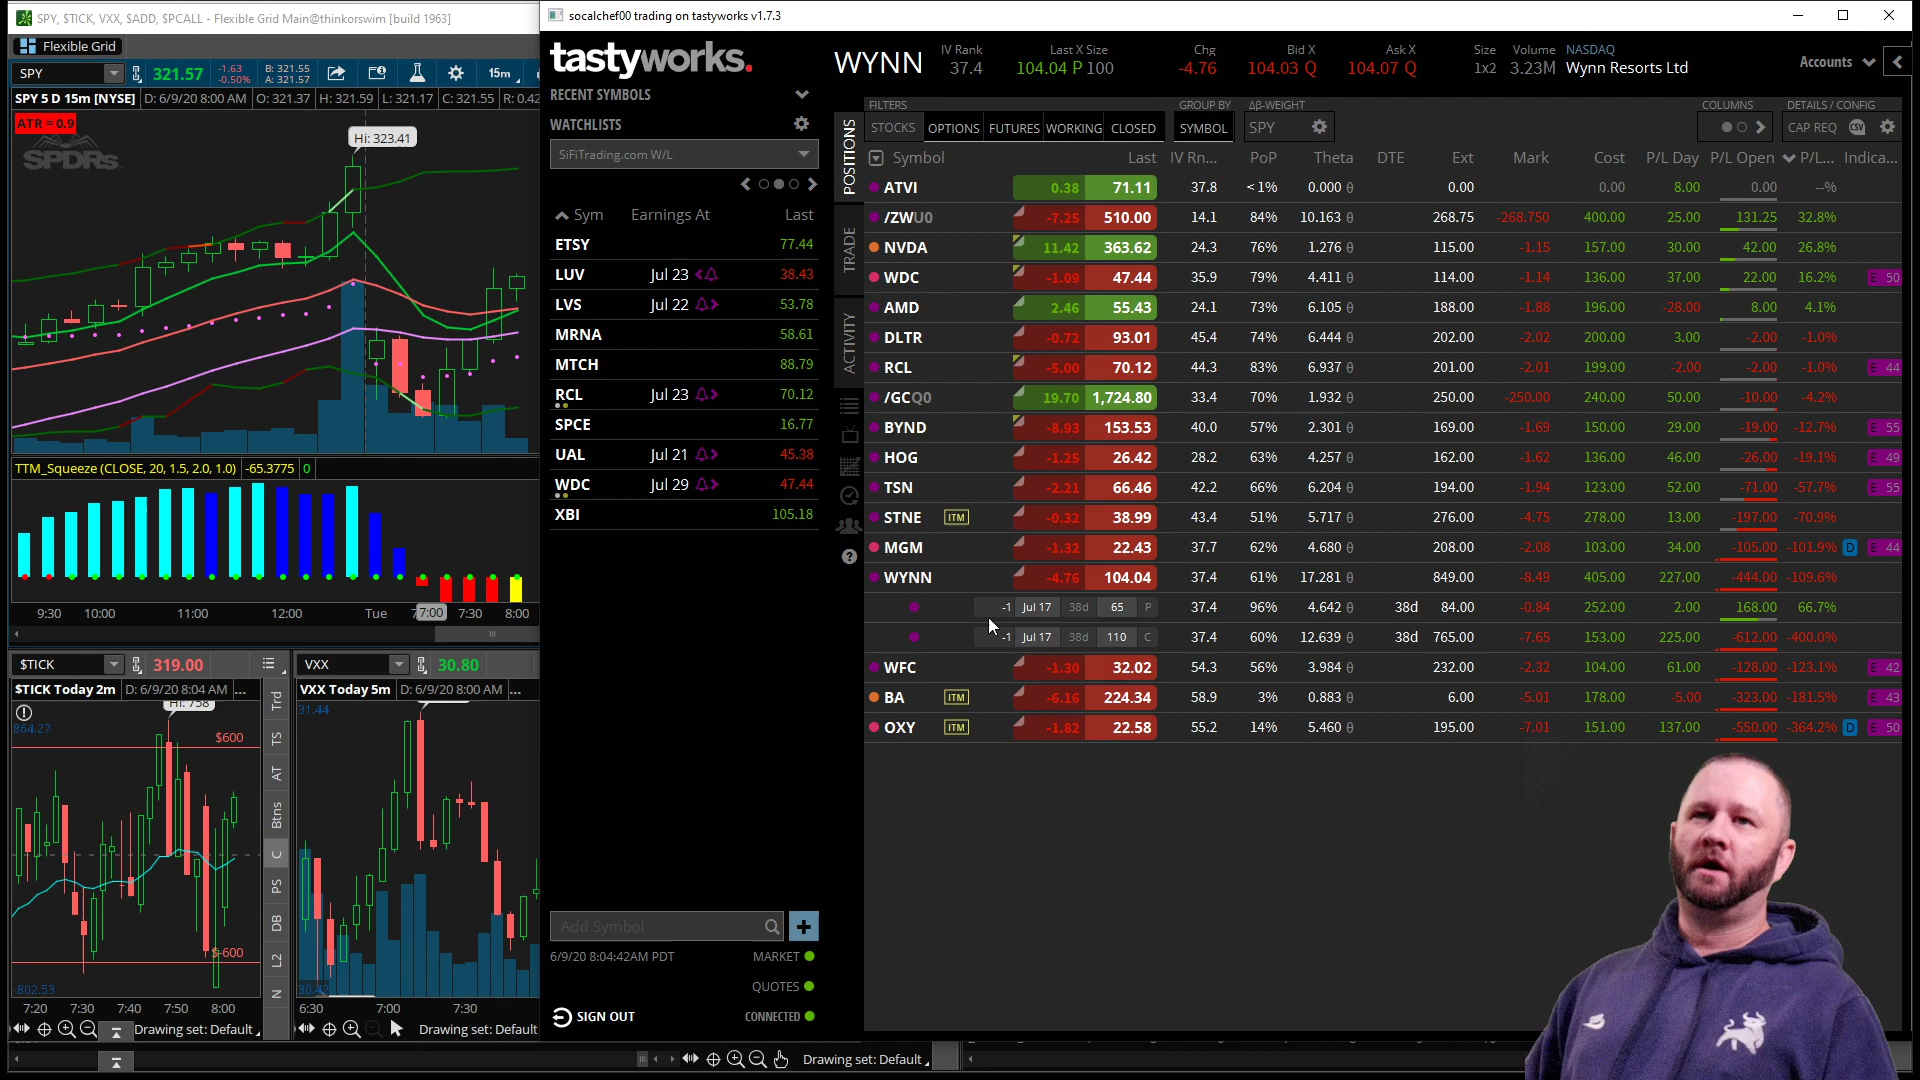 SPY, $TICK, VXX, $ADD, $PCALL - Flexible Grid Main@thinkorswim [build 1963]
Flexible Grid
SPY 321.57 -1.63 -0.50% B: 321.55 A: 321.57 15m
SPY 5 D 15m [NYSE] D: 6/9/20 8:00 AM O: 321.37 H: 321.59 L: 321.17 C: 321.55 R: 0.42
ATR = 0.9
SPDRs
Hi: 323.41
TTM_Squeeze (CLOSE, 20, 1.5, 2.0, 1.0) -65.3775 0
9:30 10:00 11:00 12:00 Tue 7:00 7:30 8:00
$TICK 319.00
$TICK Today 2m D: 6/9/20 8:04 AM ...
Hi: 758
864.27
$600
$-600
-802.53
7:20 7:30 7:40 7:50 8:00
Drawing set: Default
Trd
TS
AT
Btns
C
PS
DB
L2
N
VXX 30.80
VXX Today 5m D: 6/9/20 8:00 AM ...
31.44
30.42
6:30 7:00 7:30
Drawing set: Default
Drawing set: Default
socalchef00 trading on tastyworks v1.7.3
tastyworks.
RECENT SYMBOLS
WATCHLISTS
SiFiTrading.com W/L
Sym Earnings At Last
ETSY 77.44
LUV Jul 23 38.43
LVS Jul 22 53.78
MRNA 58.61
MTCH 88.79
RCL Jul 23 70.12
SPCE 16.77
UAL Jul 21 45.38
WDC Jul 29 47.44
XBI 105.18
Add Symbol
6/9/20 8:04:42AM PDT MARKET
QUOTES
SIGN OUT CONNECTED
WYNN
IV Rank Last X Size Chg Bid X Ask X Size Volume NASDAQ
37.4 104.04 P 100 -4.76 104.03 Q 104.07 Q 1x2 3.23M Wynn Resorts Ltd
Accounts
POSITIONS
TRADE
ACTIVITY
FILTERS GROUP BY Δβ-WEIGHT COLUMNS DETAILS / CONFIG
STOCKS OPTIONS FUTURES WORKING CLOSED SYMBOL SPY CAP REQ CSV
Symbol Last IV Rn... PoP Theta DTE Ext Mark Cost P/L Day P/L Open P/L... Indica...
ATVI 0.38 71.11 37.8 < 1% 0.000 θ 0.00 0.00 8.00 0.00 --%
/ZWU0 -7.25 510.00 14.1 84% 10.163 θ 268.75 -268.750 400.00 25.00 131.25 32.8%
NVDA 11.42 363.62 24.3 76% 1.276 θ 115.00 -1.15 157.00 30.00 42.00 26.8%
WDC -1.09 47.44 35.9 79% 4.411 θ 114.00 -1.14 136.00 37.00 22.00 16.2% E 50
AMD 2.46 55.43 24.1 73% 6.105 θ 188.00 -1.88 196.00 -28.00 8.00 4.1%
DLTR -0.72 93.01 45.4 74% 6.444 θ 202.00 -2.02 200.00 3.00 -2.00 -1.0%
RCL -5.00 70.12 44.3 83% 6.937 θ 201.00 -2.01 199.00 -2.00 -2.00 -1.0% E 44
/GCQ0 19.70 1,724.80 33.4 70% 1.932 θ 250.00 -250.00 240.00 50.00 -10.00 -4.2%
BYND -8.93 153.53 40.0 57% 2.301 θ 169.00 -1.69 150.00 29.00 -19.00 -12.7% E 55
HOG -1.25 26.42 28.2 63% 4.257 θ 162.00 -1.62 136.00 46.00 -26.00 -19.1% E 49
TSN -2.21 66.46 42.2 66% 6.204 θ 194.00 -1.94 123.00 52.00 -71.00 -57.7% E 55
STNE ITM -0.32 38.99 43.4 51% 5.717 θ 276.00 -4.75 278.00 13.00 -197.00 -70.9%
MGM -1.32 22.43 37.7 62% 4.680 θ 208.00 -2.08 103.00 34.00 -105.00 -101.9% D E 44
WYNN -4.76 104.04 37.4 61% 17.281 θ 849.00 -8.49 405.00 227.00 -444.00 -109.6%
-1 Jul 17 38d 65 P 37.4 96% 4.642 θ 38d 84.00 -0.84 252.00 2.00 168.00 66.7%
-1 Jul 17 38d 110 C 37.4 60% 12.639 θ 38d 765.00 -7.65 153.00 225.00 -612.00 -400.0%
WFC -1.30 32.02 54.3 56% 3.984 θ 232.00 -2.32 104.00 61.00 -128.00 -123.1% E 42
BA ITM -6.16 224.34 58.9 3% 0.883 θ 6.00 -5.01 178.00 -5.00 -323.00 -181.5% E 43
OXY ITM -1.82 22.58 55.2 14% 5.460 θ 195.00 -7.01 151.00 137.00 -550.00 -364.2% D E 50